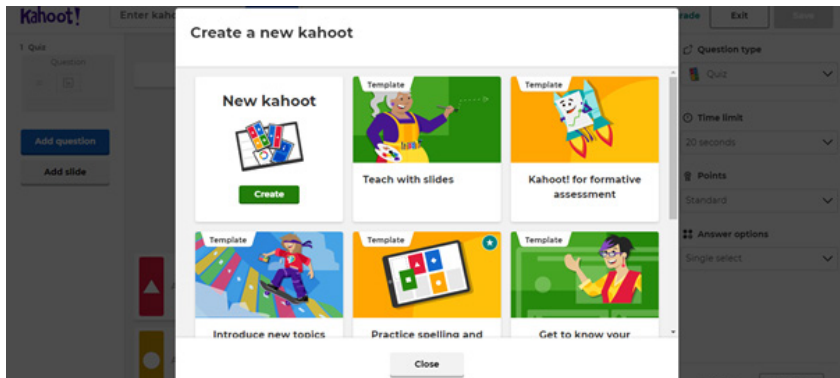 Kahoot!
Enter kaho
rade
Exit
Save
1 Quiz
Question
Add question
Add slide
Create a new kahoot
New kahoot
Create
Template
Teach with slides
Template
Kahoot! for formative
assessment
Template
Introduce new topics
Template
Practice spelling and
Template
Get to know your
Close
Question type
Quiz
Time limit
20 seconds
Points
Standard
Answer options
Single select